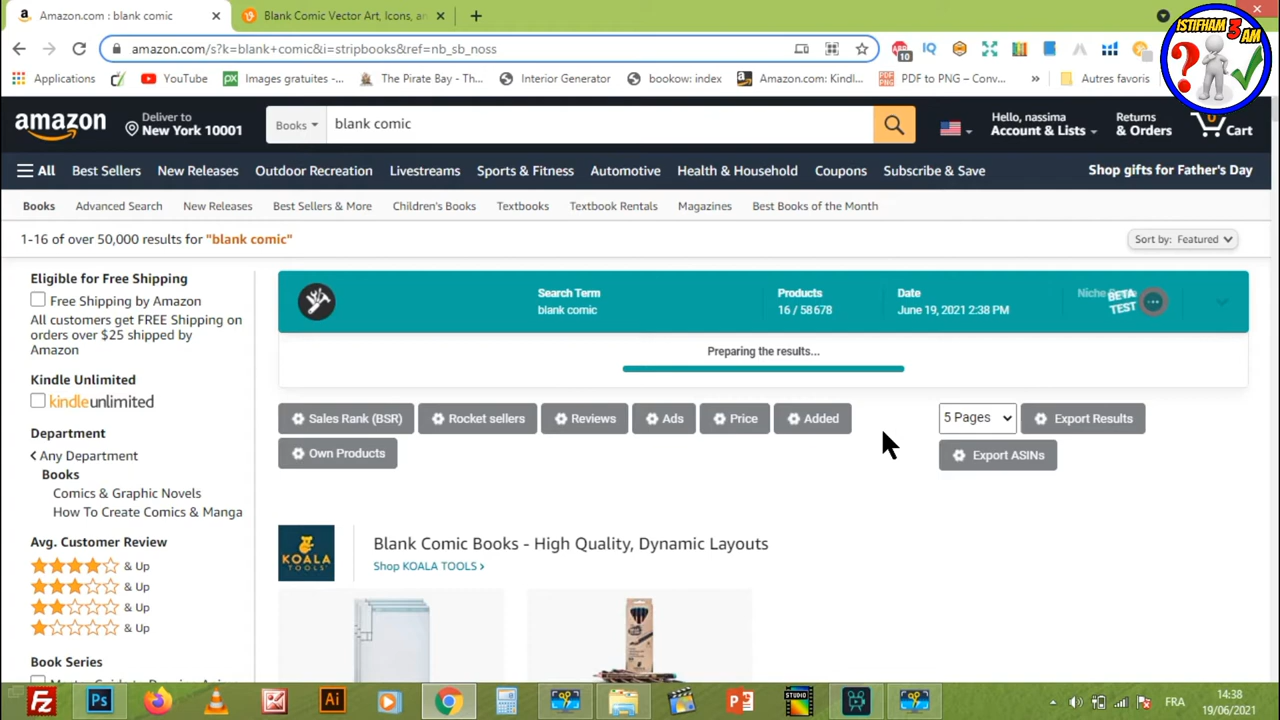 Amazon.com : blank comic
Blank Comic Vector Art, Icons, an
ISTIFHAM 3AM
amazon.com/s?k=blank+comic&i=stripbooks&ref=nb_sb_noss
10
IQ
Applications
YouTube
px
Images gratuites -...
The Pirate Bay - Th...
Interior Generator
bookow: index
Amazon.com: Kindl...
PDF to PNG – Conv...
Autres favoris
amazon
Deliver to
New York 10001
Books
blank comic
Hello, nassima
Account & Lists
Returns
& Orders
0
Cart
All
Best Sellers
New Releases
Outdoor Recreation
Livestreams
Sports & Fitness
Automotive
Health & Household
Coupons
Subscribe & Save
Shop gifts for Father's Day
Books
Advanced Search
New Releases
Best Sellers & More
Children's Books
Textbooks
Textbook Rentals
Magazines
Best Books of the Month
1-16 of over 50,000 results for "blank comic"
Sort by: Featured
Eligible for Free Shipping
Free Shipping by Amazon
All customers get FREE Shipping on
orders over $25 shipped by
Amazon
Kindle Unlimited
kindleunlimited
Department
Any Department
Books
Comics & Graphic Novels
How To Create Comics & Manga
Avg. Customer Review
& Up
& Up
& Up
& Up
Book Series
Search Term
blank comic
Products
16 / 58678
Date
June 19, 2021 2:38 PM
Niche
BETA
TEST
Preparing the results...
Sales Rank (BSR)
Rocket sellers
Reviews
Ads
Price
Added
5 Pages
Export Results
Own Products
Export ASINs
KOALA
TOOLS
Blank Comic Books - High Quality, Dynamic Layouts
Shop KOALA TOOLS ›
Fz
Ps
Ai
STUDIO
FRA
14:38
19/06/2021